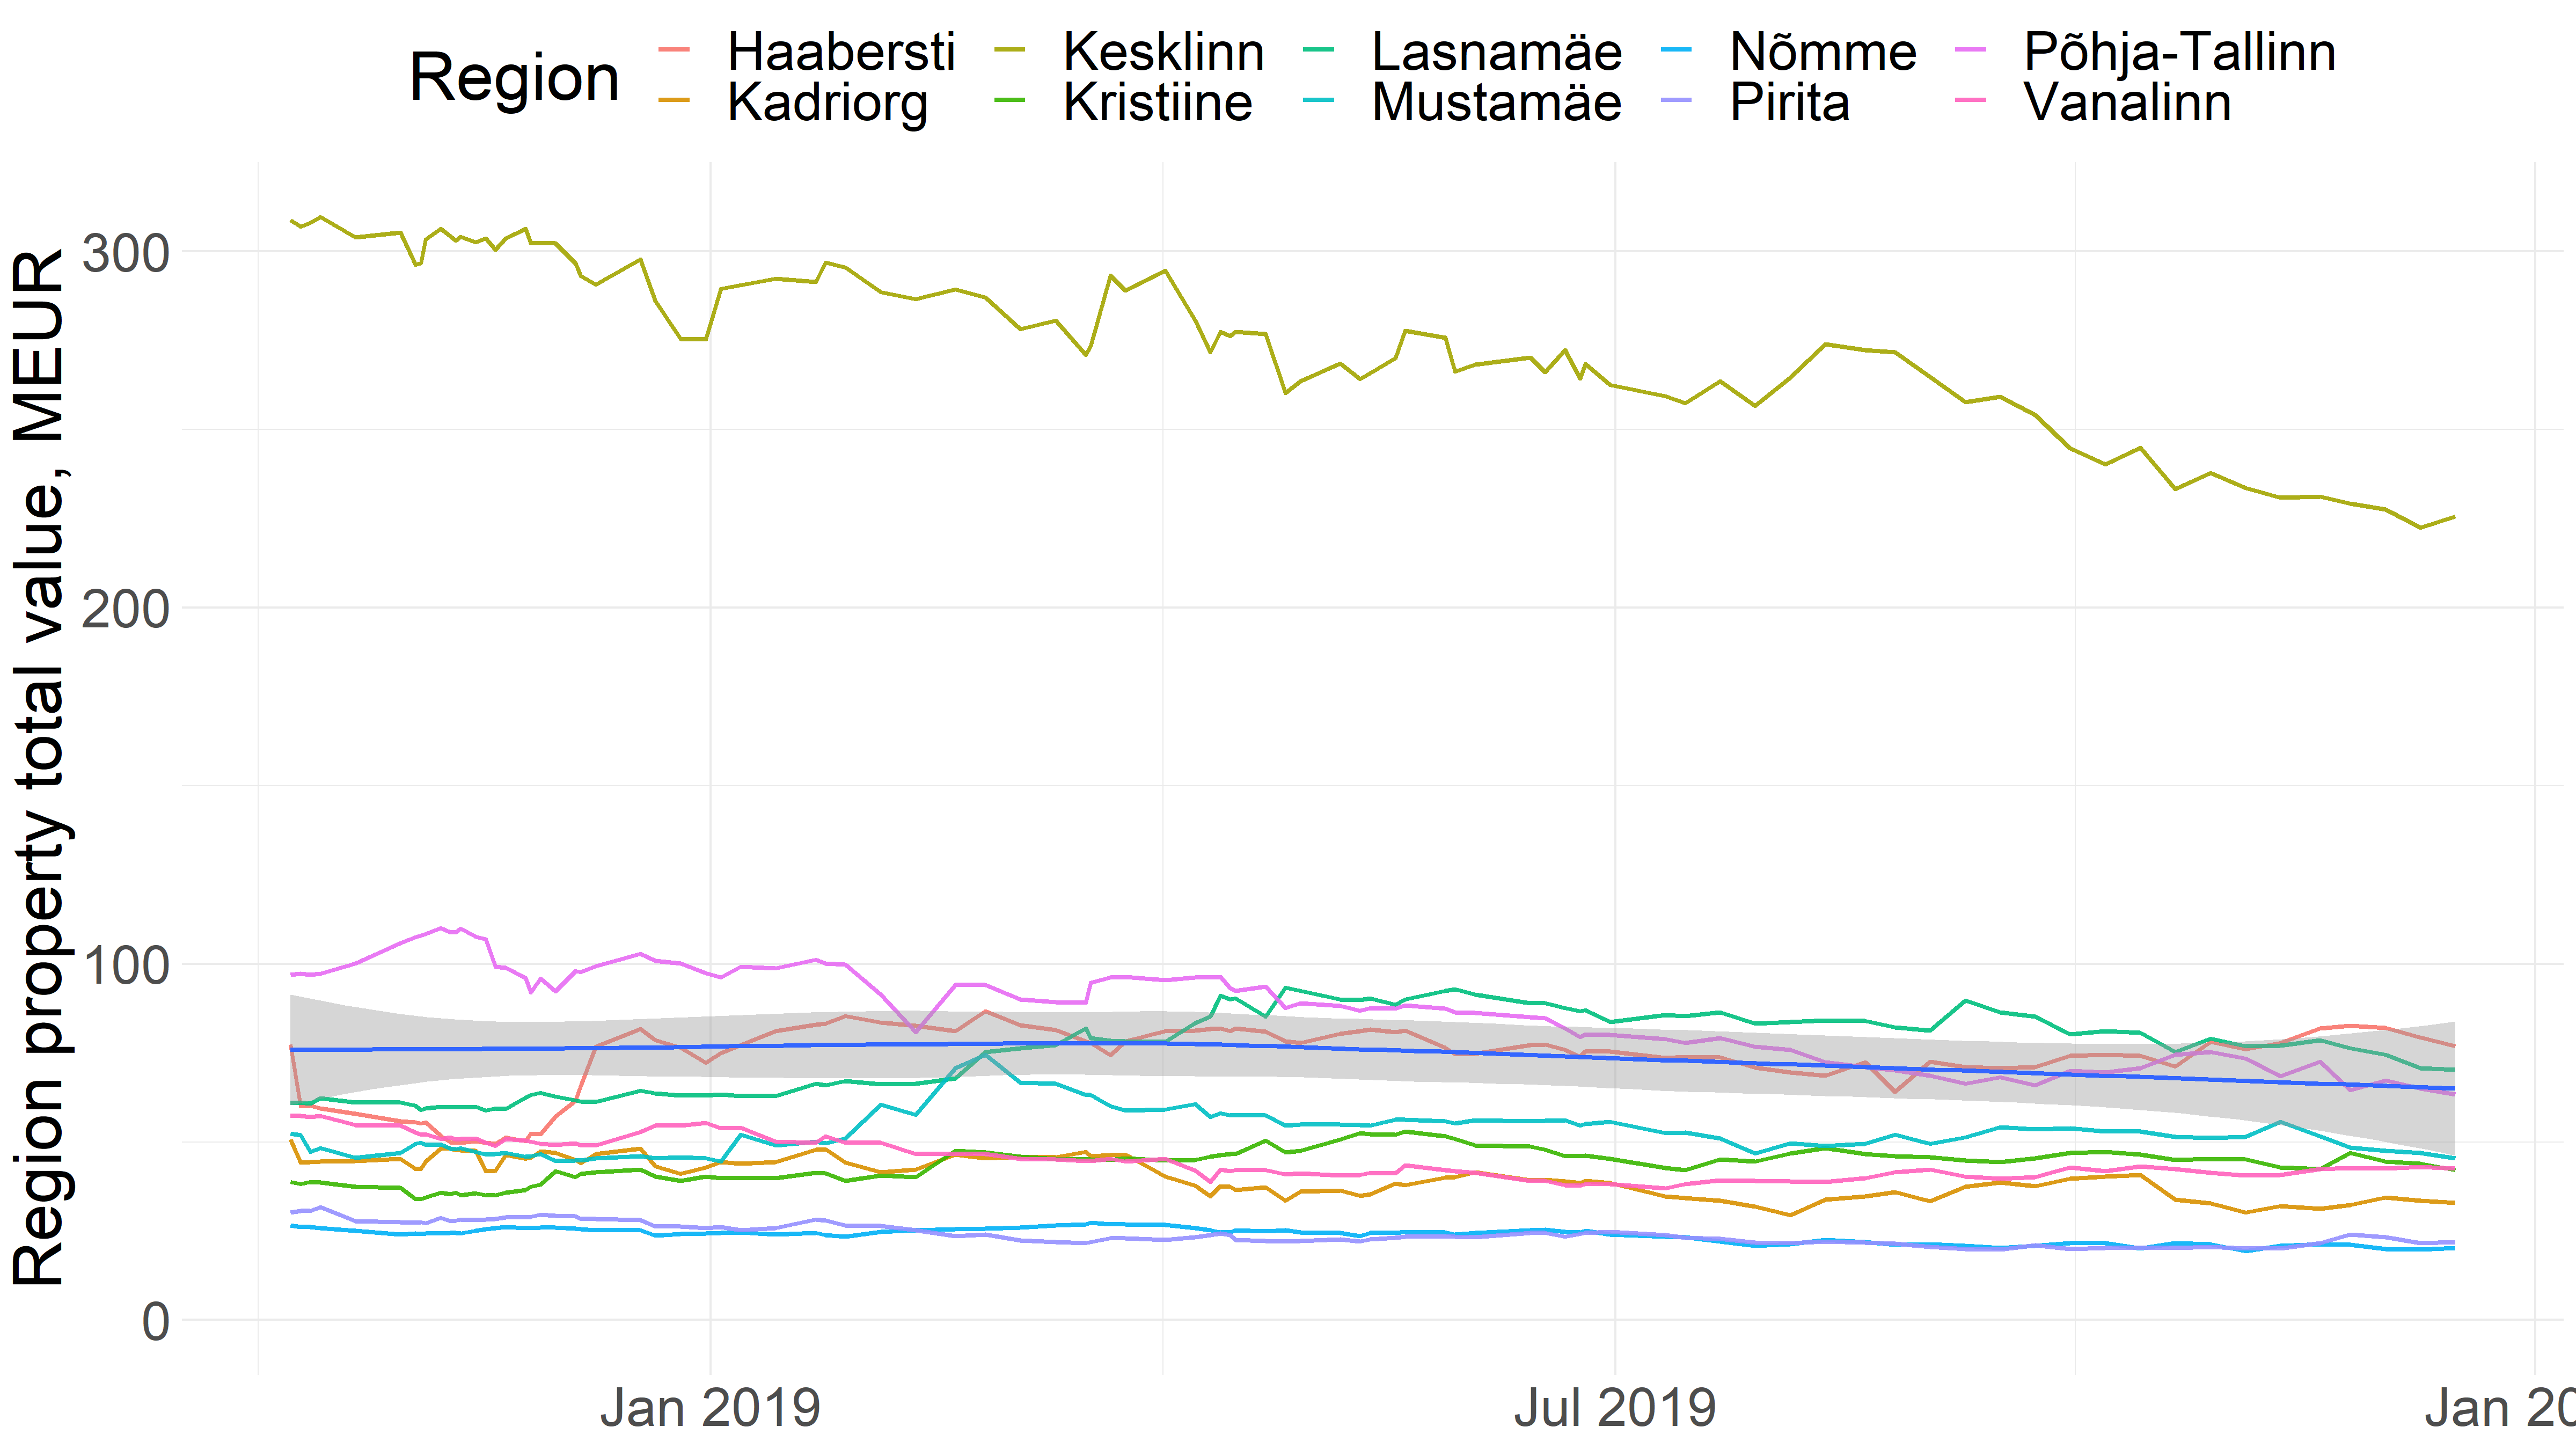 Region
Haabersti Kesklinn Lasnamäe Nõmme Põhja-Tallinn
Kadriorg Kristiine Mustamäe Pirita Vanalinn
Region property total value, MEUR
300
200
100
0
Jan 2019 Jul 2019 Jan 20